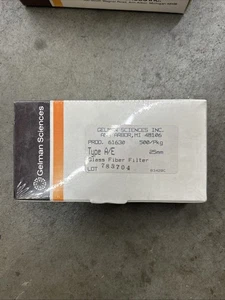 Gelman Sciences
GELMAN SCIENCES INC.
ANN ARBOR, MI 48106
PROD. 61630 500/Pkg
Type A/E 25mm
Glass Fiber Filter
LOT 783704